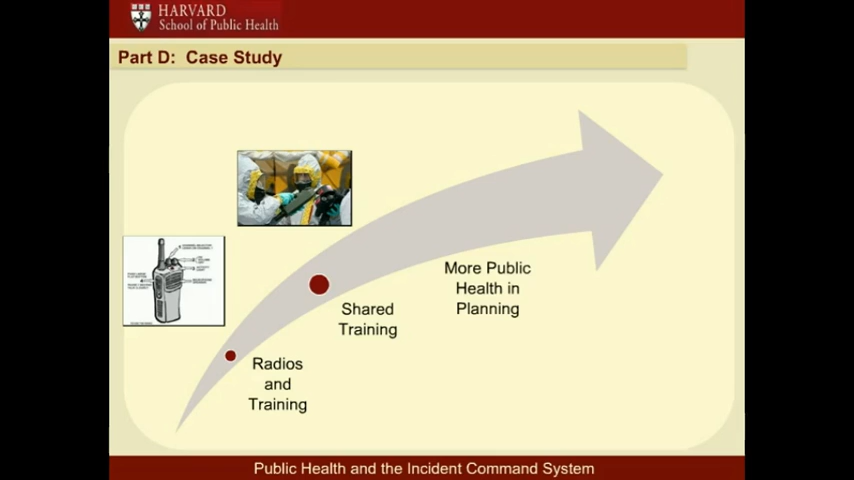 HARVARD
School of Public Health
Part D: Case Study
More Public
Health in
Planning
Shared
Training
Radios
and
Training
Public Health and the Incident Command System